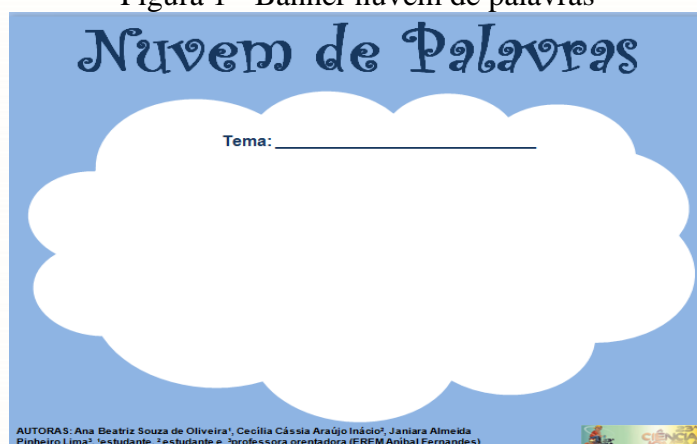 Figura 1 - Banner nuvem de palavras
Nuvem de Palavras
Tema:
AUTORAS: Ana Beatriz Souza de Oliveira¹, Cecília Cássia Araújo Inácio², Janiara Almeida
Pinheiro Lima³. ¹estudante, ²estudante e ³professora orientadora (EREM Aníbal Fernandes)
CIÊNCIA